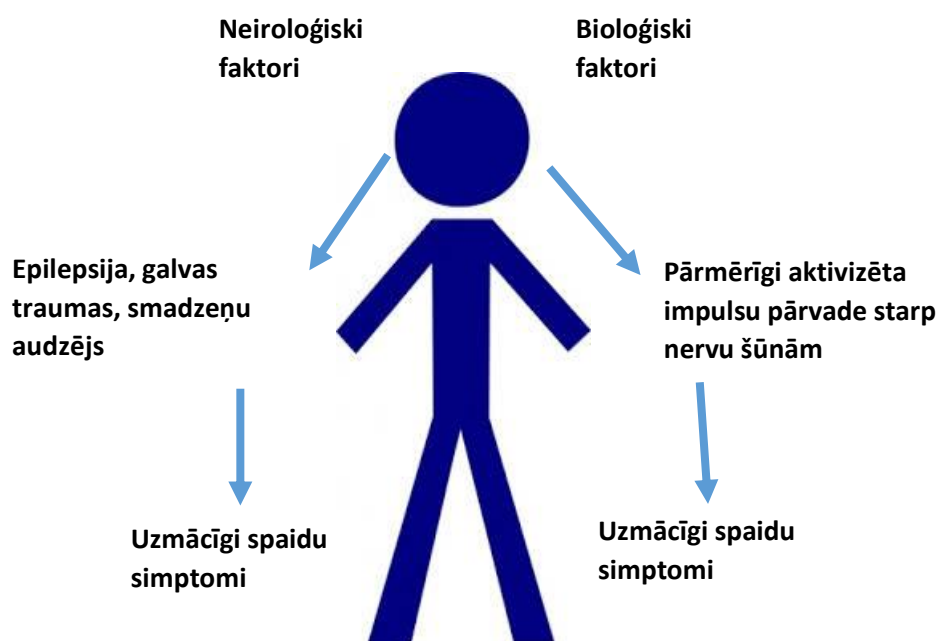 Neiroloģiski
faktori
Bioloģiski
faktori
Epilepsija, galvas
traumas, smadzeņu
audzējs
Pārmērīgi aktivizēta
impulsu pārvade starp
nervu šūnām
Uzmācīgi spaidu
simptomi
Uzmācīgi spaidu
simptomi